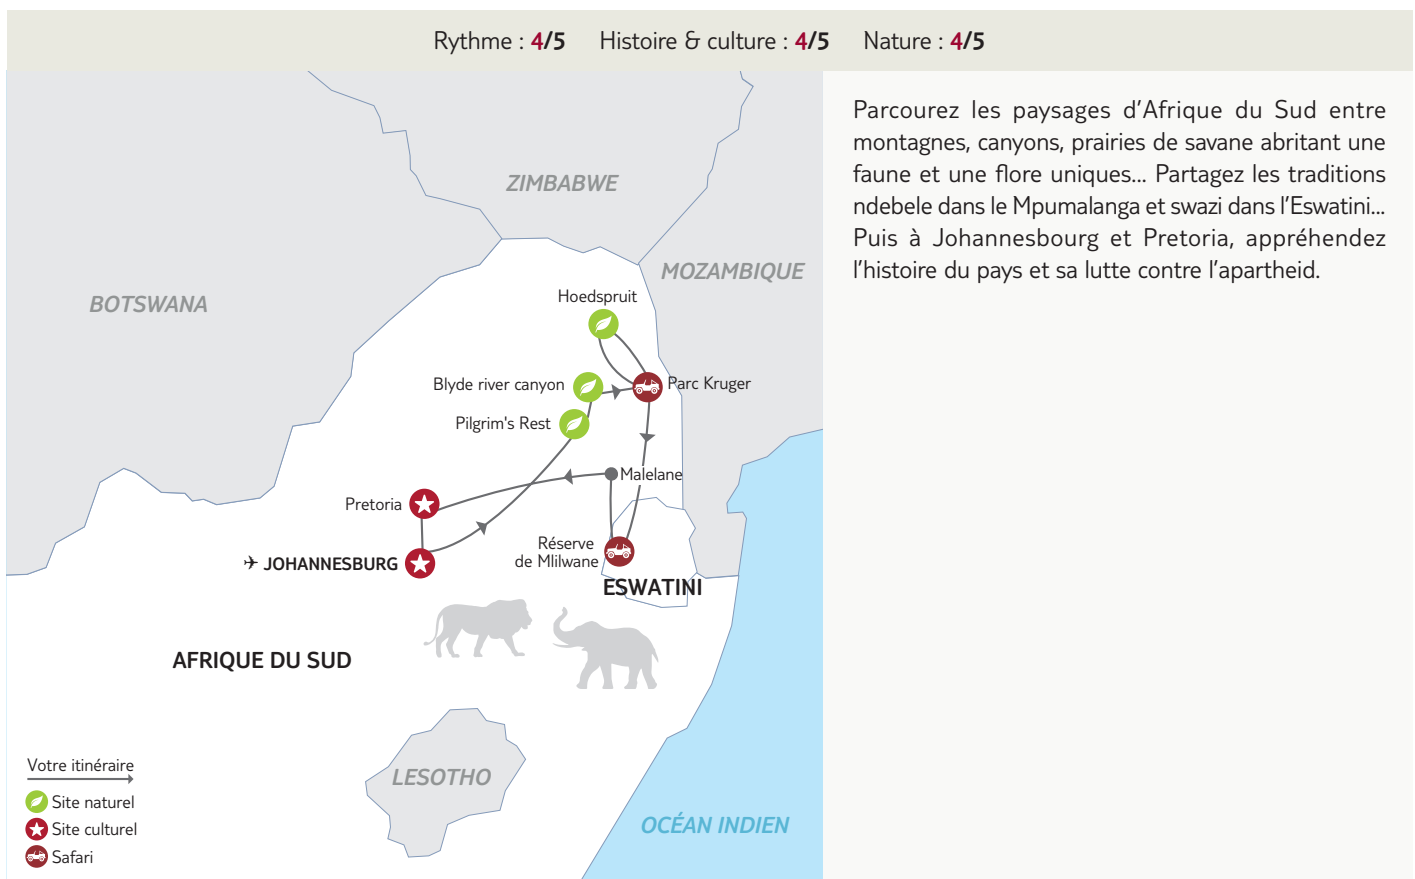 Rythme : 4/5 Histoire & culture : 4/5 Nature : 4/5
Parcourez les paysages d’Afrique du Sud entre
montagnes, canyons, prairies de savane abritant une
faune et une flore uniques... Partagez les traditions
ndebele dans le Mpumalanga et swazi dans l’Eswatini...
Puis à Johannesbourg et Pretoria, appréhendez
l’histoire du pays et sa lutte contre l’apartheid.
ZIMBABWE
MOZAMBIQUE
BOTSWANA
Hoedspruit
Blyde river canyon
Parc Kruger
Pilgrim's Rest
Malelane
Pretoria
Réserve
de Mlilwane
JOHANNESBURG
ESWATINI
AFRIQUE DU SUD
LESOTHO
OCÉAN INDIEN
Votre itinéraire
Site naturel
Site culturel
Safari